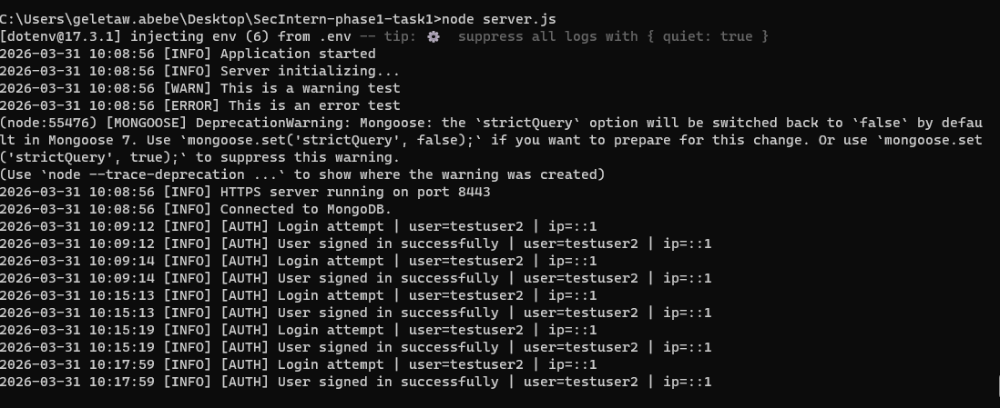 C:\Users\geletaw.abebe\Desktop\SecIntern-phase1-task1>node server.js
[dotenv@17.3.1] injecting env (6) from .env -- tip: ⚙️  suppress all logs with { quiet: true }
2026-03-31 10:08:56 [INFO] Application started
2026-03-31 10:08:56 [INFO] Server initializing...
2026-03-31 10:08:56 [WARN] This is a warning test
2026-03-31 10:08:56 [ERROR] This is an error test
(node:55476) [MONGOOSE] DeprecationWarning: Mongoose: the `strictQuery` option will be switched back to `false` by defau
lt in Mongoose 7. Use `mongoose.set('strictQuery', false);` if you want to prepare for this change. Or use `mongoose.set
('strictQuery', true);` to suppress this warning.
(Use `node --trace-deprecation ...` to show where the warning was created)
2026-03-31 10:08:56 [INFO] HTTPS server running on port 8443
2026-03-31 10:08:56 [INFO] Connected to MongoDB.
2026-03-31 10:09:12 [INFO] [AUTH] Login attempt | user=testuser2 | ip=::1
2026-03-31 10:09:12 [INFO] [AUTH] User signed in successfully | user=testuser2 | ip=::1
2026-03-31 10:09:14 [INFO] [AUTH] Login attempt | user=testuser2 | ip=::1
2026-03-31 10:09:14 [INFO] [AUTH] User signed in successfully | user=testuser2 | ip=::1
2026-03-31 10:15:13 [INFO] [AUTH] Login attempt | user=testuser2 | ip=::1
2026-03-31 10:15:13 [INFO] [AUTH] User signed in successfully | user=testuser2 | ip=::1
2026-03-31 10:15:19 [INFO] [AUTH] Login attempt | user=testuser2 | ip=::1
2026-03-31 10:15:19 [INFO] [AUTH] User signed in successfully | user=testuser2 | ip=::1
2026-03-31 10:17:59 [INFO] [AUTH] Login attempt | user=testuser2 | ip=::1
2026-03-31 10:17:59 [INFO] [AUTH] User signed in successfully | user=testuser2 | ip=::1